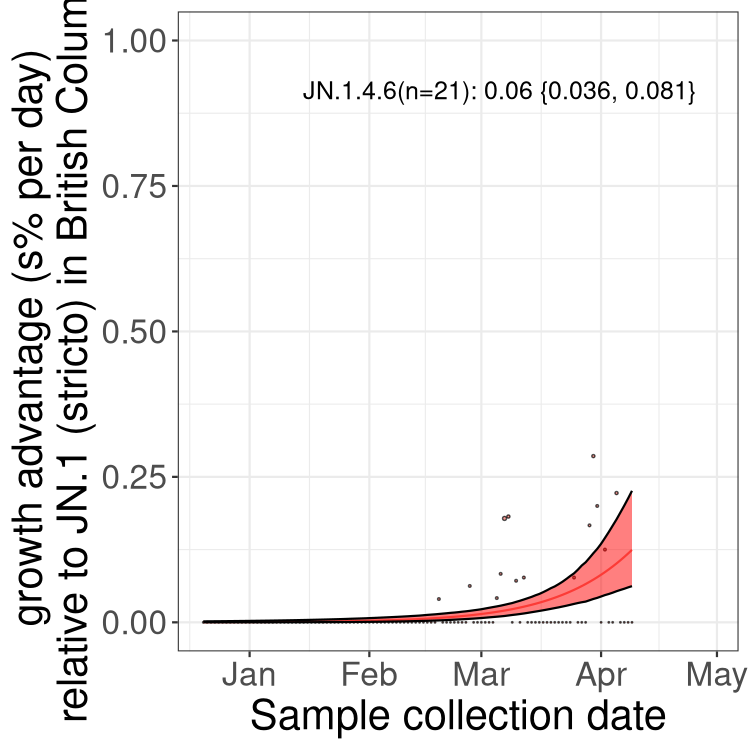 growth advantage (s% per day)
relative to JN.1 (stricto) in British Colum
1.00
0.75
0.50
0.25
0.00
JN.1.4.6(n=21): 0.06 {0.036, 0.081}
Jan Feb Mar Apr May
Sample collection date